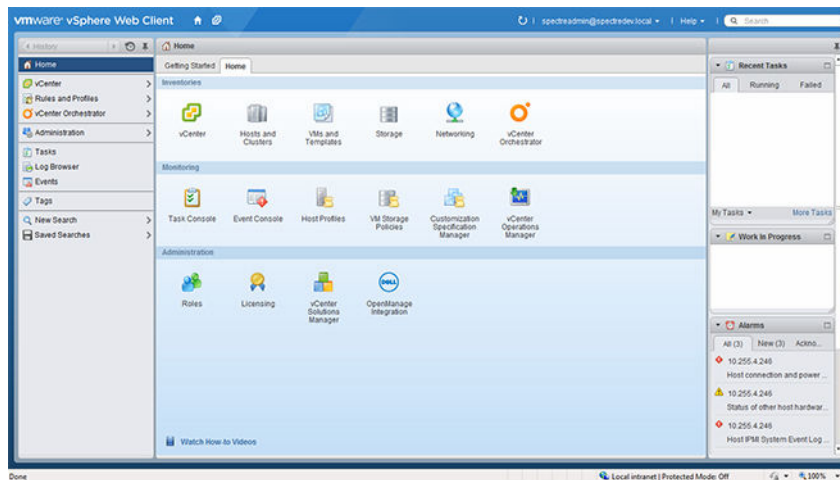 vmware vSphere Web Client
spectreadmin@spectredev.local
Help
Search
History
Home
vCenter
Rules and Profiles
vCenter Orchestrator
Administration
Tasks
Log Browser
Events
Tags
New Search
Saved Searches
Home
Getting Started Home
Inventories
vCenter
Hosts and Clusters
VMs and Templates
Storage
Networking
vCenter Orchestrator
Monitoring
Task Console
Event Console
Host Profiles
VM Storage Policies
Customization Specification Manager
vCenter Operations Manager
Administration
Roles
Licensing
vCenter Solutions Manager
DELL
OpenManage Integration
Watch How-to Videos
Recent Tasks
All Running Failed
My Tasks More Tasks
Work In Progress
Alarms
All (3) New (3) Ackno...
10.255.4.246
Host connection and power ...
10.255.4.246
Status of other host hardwar...
10.255.4.246
Host IPMI System Event Log ...
Done
Local intranet | Protected Mode: Off
100%